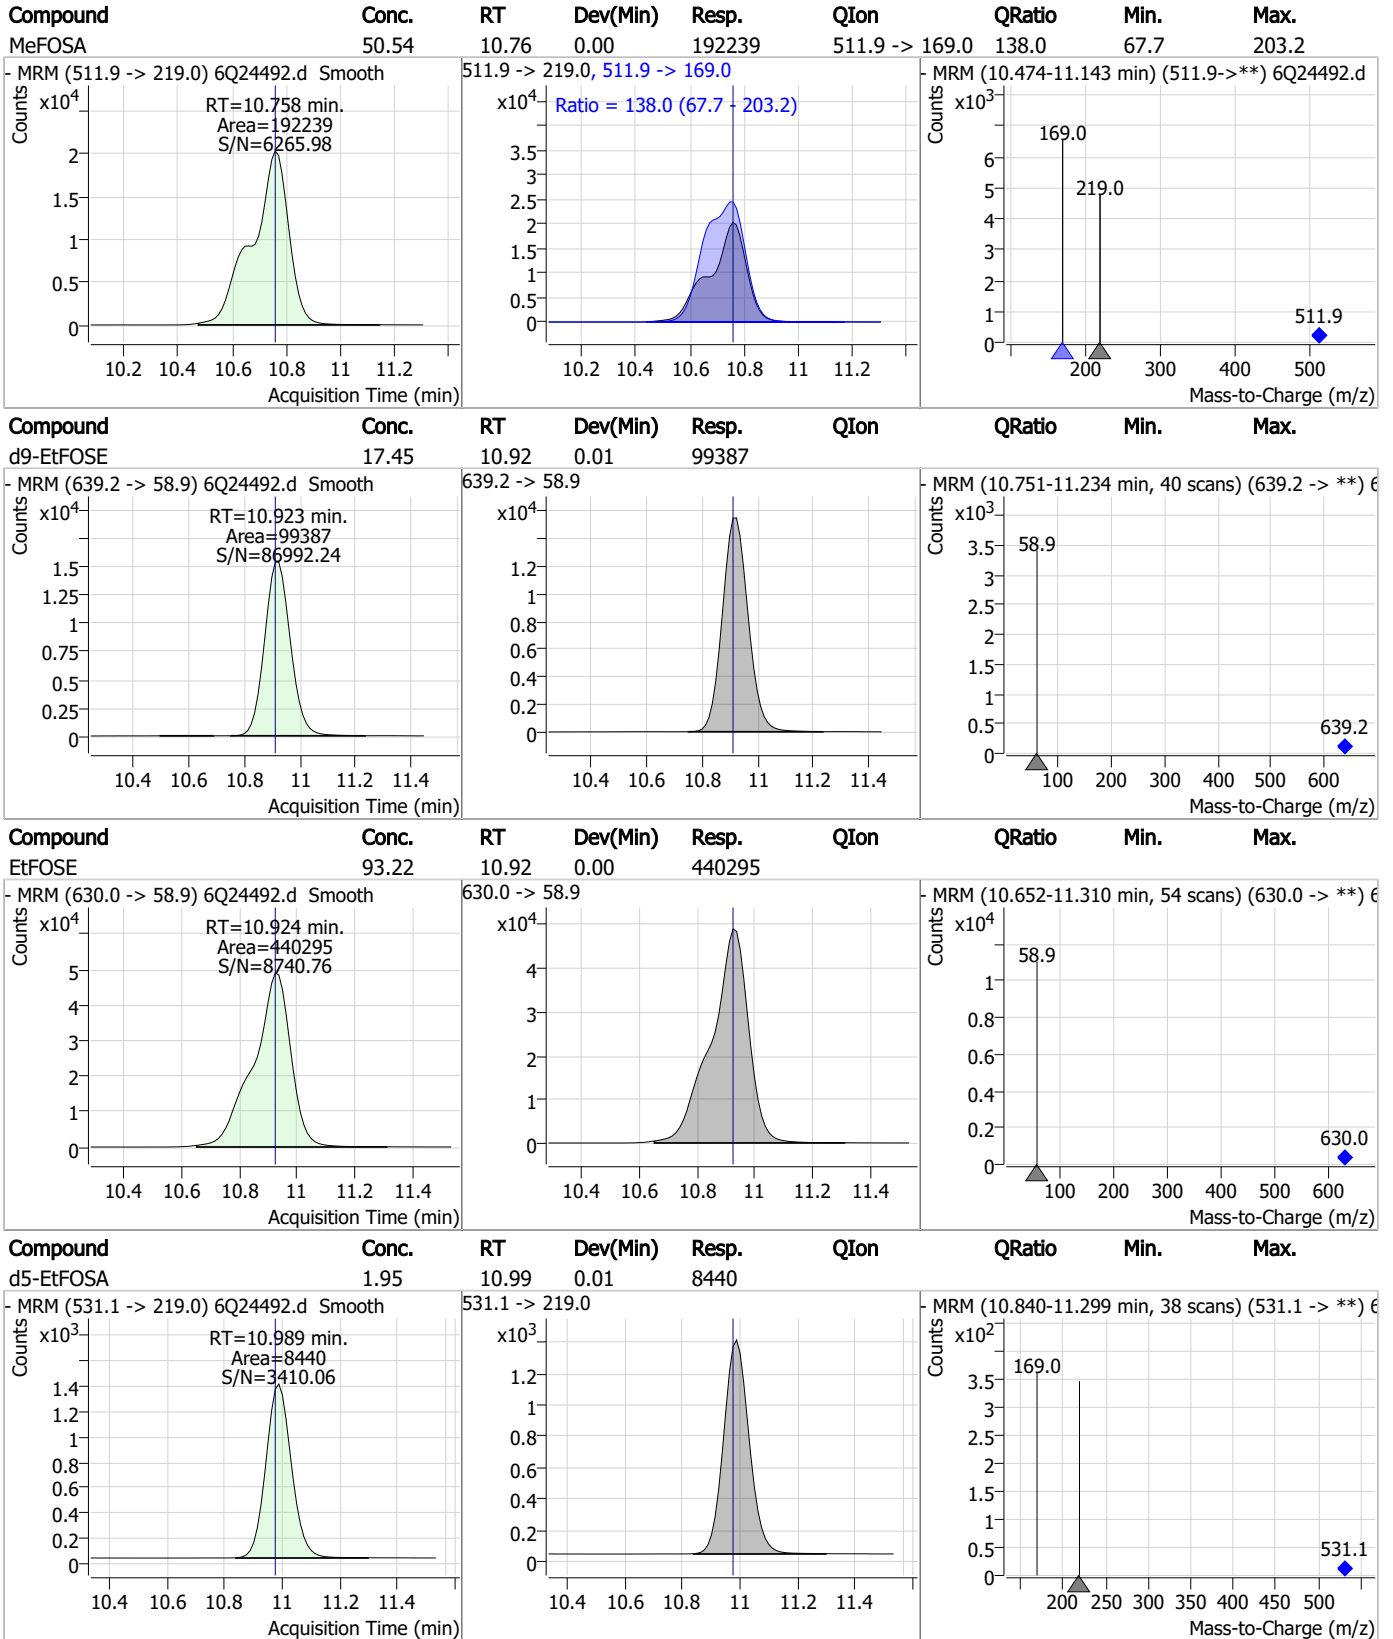 Compound Conc. RT Dev(Min) Resp. QIon QRatio Min. Max.
MeFOSA 50.54 10.76 0.00 192239 511.9 -> 169.0 138.0 67.7 203.2
- MRM (511.9 -> 219.0) 6Q24492.d Smooth
Counts
x10⁴
RT=10.758 min.
Area=192239
S/N=6265.98
2
1.5
1
0.5
0
10.2 10.4 10.6 10.8 11 11.2
Acquisition Time (min)
511.9 -> 219.0, 511.9 -> 169.0
x10⁴
Ratio = 138.0 (67.7 - 203.2)
3.5
3
2.5
2
1.5
1
0.5
0
10.2 10.4 10.6 10.8 11 11.2
- MRM (10.474-11.143 min) (511.9->**) 6Q24492.d
Counts
x10³
169.0
219.0
511.9
6
5
4
3
2
1
0
200 300 400 500
Mass-to-Charge (m/z)
Compound Conc. RT Dev(Min) Resp. QIon QRatio Min. Max.
d9-EtFOSE 17.45 10.92 0.01 99387
- MRM (639.2 -> 58.9) 6Q24492.d Smooth
Counts
x10⁴
RT=10.923 min.
Area=99387
S/N=86992.24
1.5
1.25
1
0.75
0.5
0.25
0
10.4 10.6 10.8 11 11.2 11.4
Acquisition Time (min)
639.2 -> 58.9
x10⁴
1.2
1
0.8
0.6
0.4
0.2
0
10.4 10.6 10.8 11 11.2 11.4
- MRM (10.751-11.234 min, 40 scans) (639.2 -> **) 6
Counts
x10³
58.9
639.2
3.5
3
2.5
2
1.5
1
0.5
0
100 200 300 400 500 600
Mass-to-Charge (m/z)
Compound Conc. RT Dev(Min) Resp. QIon QRatio Min. Max.
EtFOSE 93.22 10.92 0.00 440295
- MRM (630.0 -> 58.9) 6Q24492.d Smooth
Counts
x10⁴
RT=10.924 min.
Area=440295
S/N=8740.76
5
4
3
2
1
0
10.4 10.6 10.8 11 11.2 11.4
Acquisition Time (min)
630.0 -> 58.9
x10⁴
4
3
2
1
0
10.4 10.6 10.8 11 11.2 11.4
- MRM (10.652-11.310 min, 54 scans) (630.0 -> **) 6
Counts
x10⁴
58.9
630.0
1
0.8
0.6
0.4
0.2
0
100 200 300 400 500 600
Mass-to-Charge (m/z)
Compound Conc. RT Dev(Min) Resp. QIon QRatio Min. Max.
d5-EtFOSA 1.95 10.99 0.01 8440
- MRM (531.1 -> 219.0) 6Q24492.d Smooth
Counts
x10³
RT=10.989 min.
Area=8440
S/N=3410.06
1.4
1.2
1
0.8
0.6
0.4
0.2
0
10.4 10.6 10.8 11 11.2 11.4
Acquisition Time (min)
531.1 -> 219.0
x10³
1.2
1
0.8
0.6
0.4
0.2
0
10.4 10.6 10.8 11 11.2 11.4
- MRM (10.840-11.299 min, 38 scans) (531.1 -> **) 6
Counts
x10²
169.0
531.1
3.5
3
2.5
2
1.5
1
0.5
0
200 250 300 350 400 450 500
Mass-to-Charge (m/z)